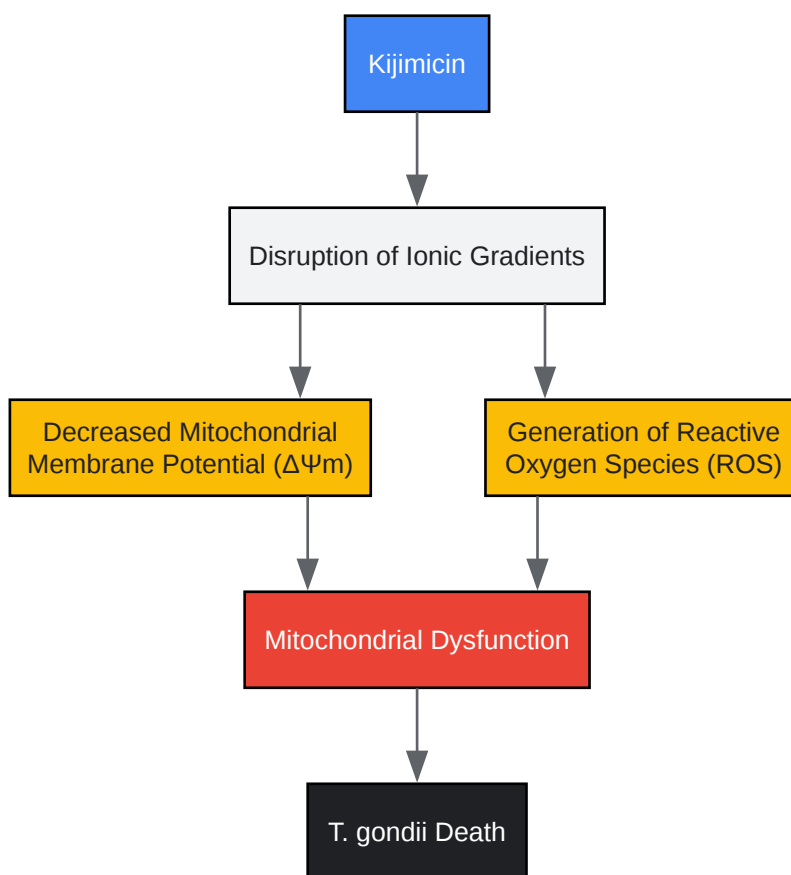 Kijimicin
Disruption of Ionic Gradients
Decreased Mitochondrial
Membrane Potential (ΔΨm)
Generation of Reactive
Oxygen Species (ROS)
Mitochondrial Dysfunction
T. gondii Death